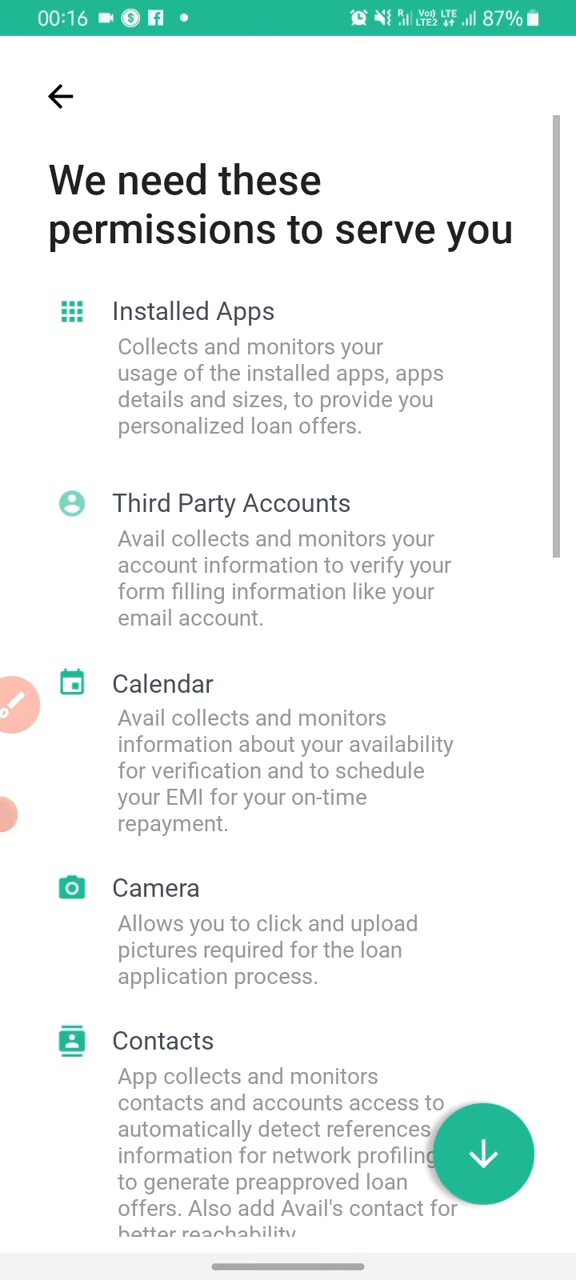 00:16
R Vo) LTE
LTE2
87%
We need these
permissions to serve you
Installed Apps
Collects and monitors your
usage of the installed apps, apps
details and sizes, to provide you
personalized loan offers.
Third Party Accounts
Avail collects and monitors your
account information to verify your
form filling information like your
email account.
Calendar
Avail collects and monitors
information about your availability
for verification and to schedule
your EMI for your on-time
repayment.
Camera
Allows you to click and upload
pictures required for the loan
application process.
Contacts
App collects and monitors
contacts and accounts access to
automatically detect references
information for network profiling
to generate preapproved loan
offers. Also add Avail's contact for
better reachability